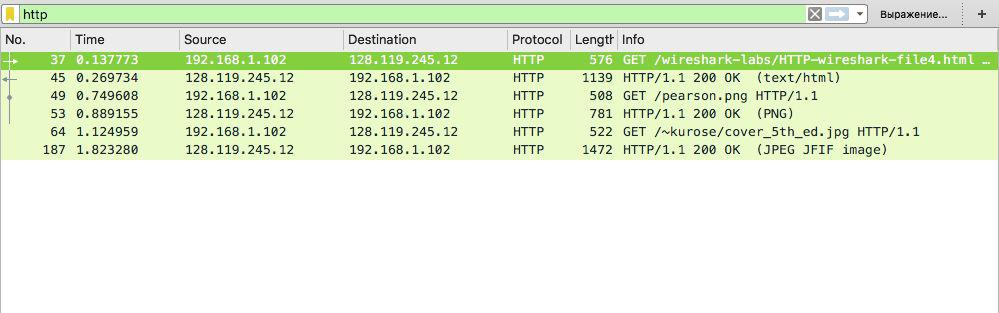 http Выражение... +
No. Time Source Destination Protocol Length Info
37 0.137773 192.168.1.102 128.119.245.12 HTTP 576 GET /wireshark-labs/HTTP-wireshark-file4.html …
45 0.269734 128.119.245.12 192.168.1.102 HTTP 1139 HTTP/1.1 200 OK (text/html)
49 0.749608 192.168.1.102 128.119.245.12 HTTP 508 GET /pearson.png HTTP/1.1
53 0.889155 128.119.245.12 192.168.1.102 HTTP 781 HTTP/1.1 200 OK (PNG)
64 1.124959 192.168.1.102 128.119.245.12 HTTP 522 GET /~kurose/cover_5th_ed.jpg HTTP/1.1
187 1.823280 128.119.245.12 192.168.1.102 HTTP 1472 HTTP/1.1 200 OK (JPEG JFIF image)